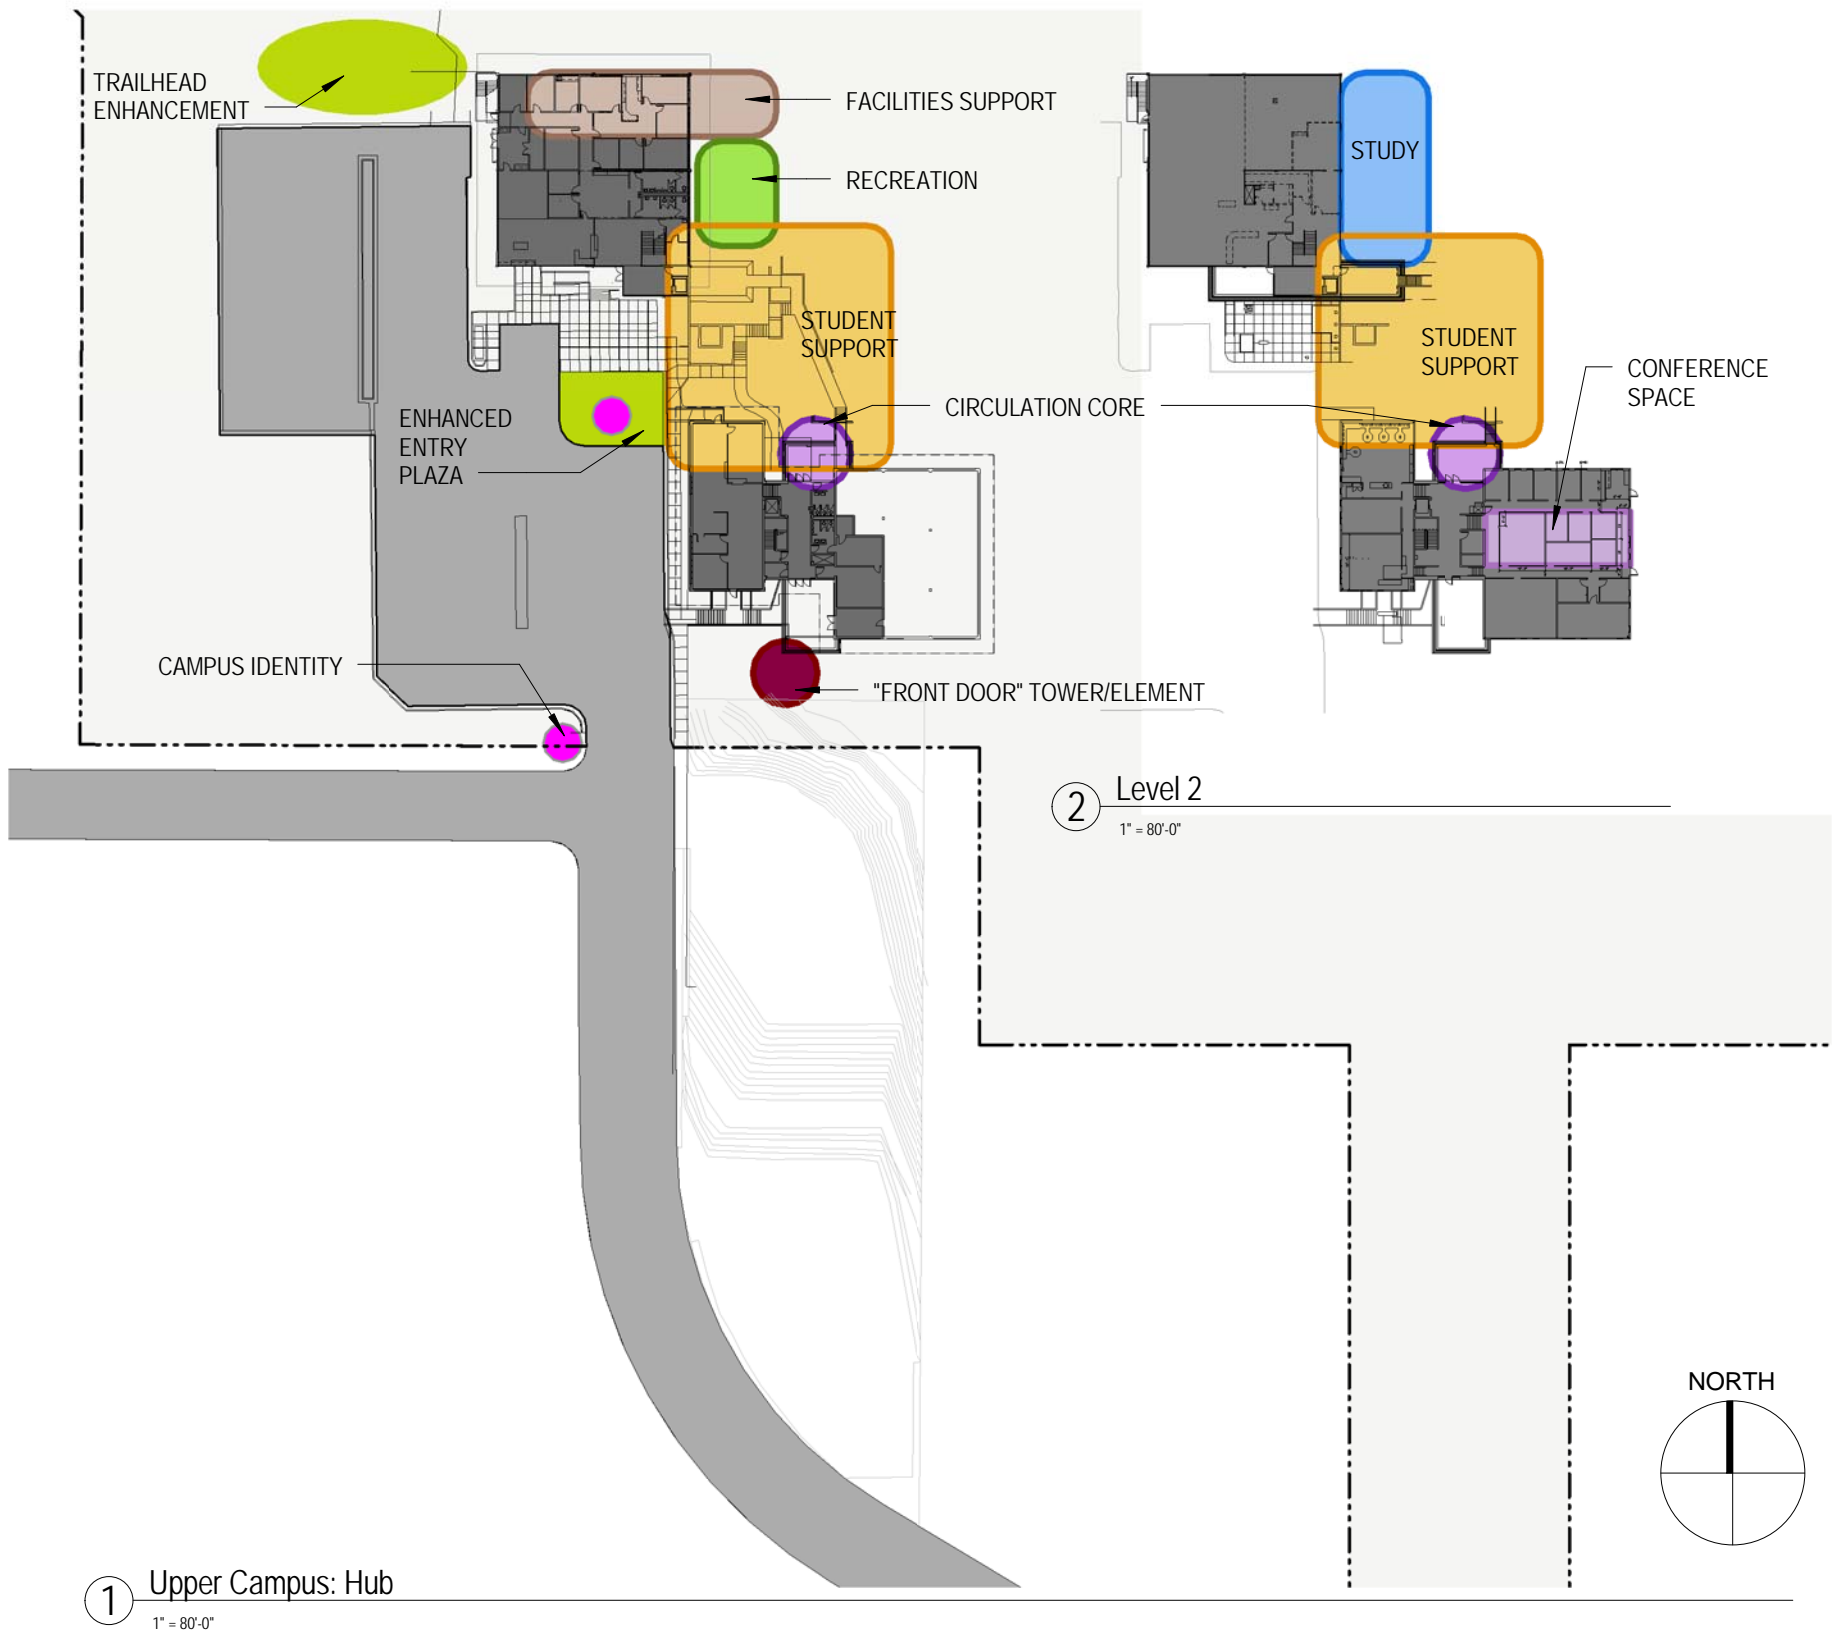 TRAILHEAD
ENHANCEMENT
FACILITIES SUPPORT
RECREATION
STUDY
STUDENT
SUPPORT
STUDENT
SUPPORT
CONFERENCE
SPACE
CIRCULATION CORE
ENHANCED
ENTRY
PLAZA
CAMPUS IDENTITY
"FRONT DOOR" TOWER/ELEMENT
2
Level 2
1" = 80'-0"
NORTH
1
Upper Campus: Hub
1" = 80'-0"